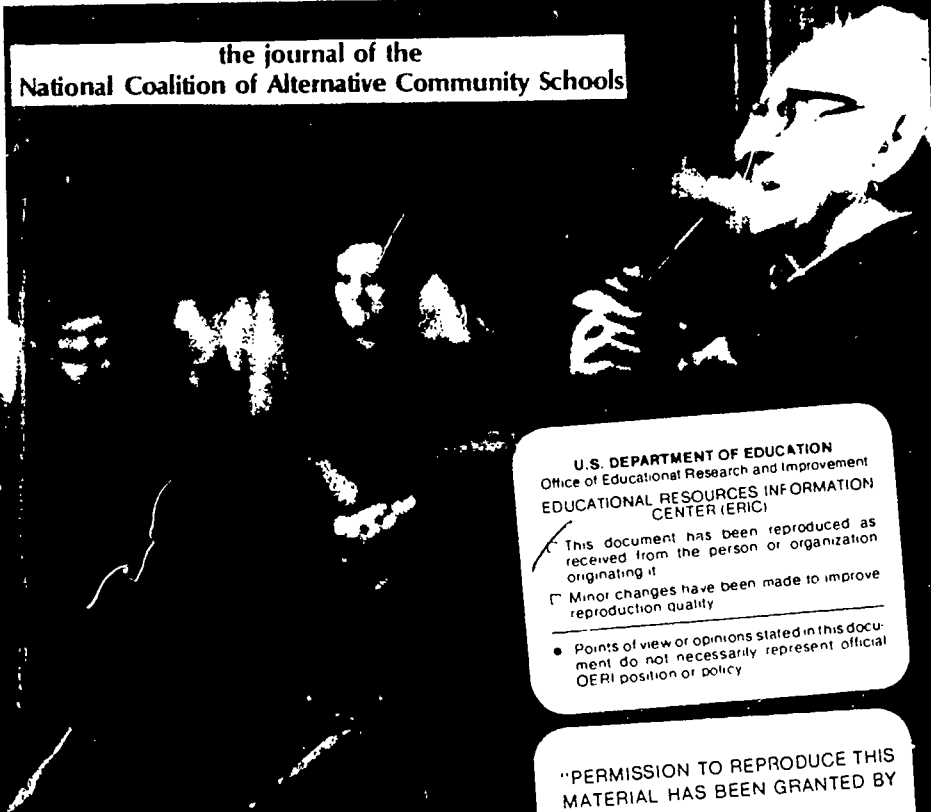 the journal of the
National Coalition of Alternative Community Schools
U.S. DEPARTMENT OF EDUCATION
Office of Educational Research and Improvement
EDUCATIONAL RESOURCES INFORMATION
CENTER (ERIC)
This document has been reproduced as
received from the person or organization
originating it
Minor changes have been made to improve
reproduction quality
• Points of view or opinions stated in this docu-
ment do not necessarily represent official
OERI position or policy
"PERMISSION TO REPRODUCE THIS
MATERIAL HAS BEEN GRANTED BY